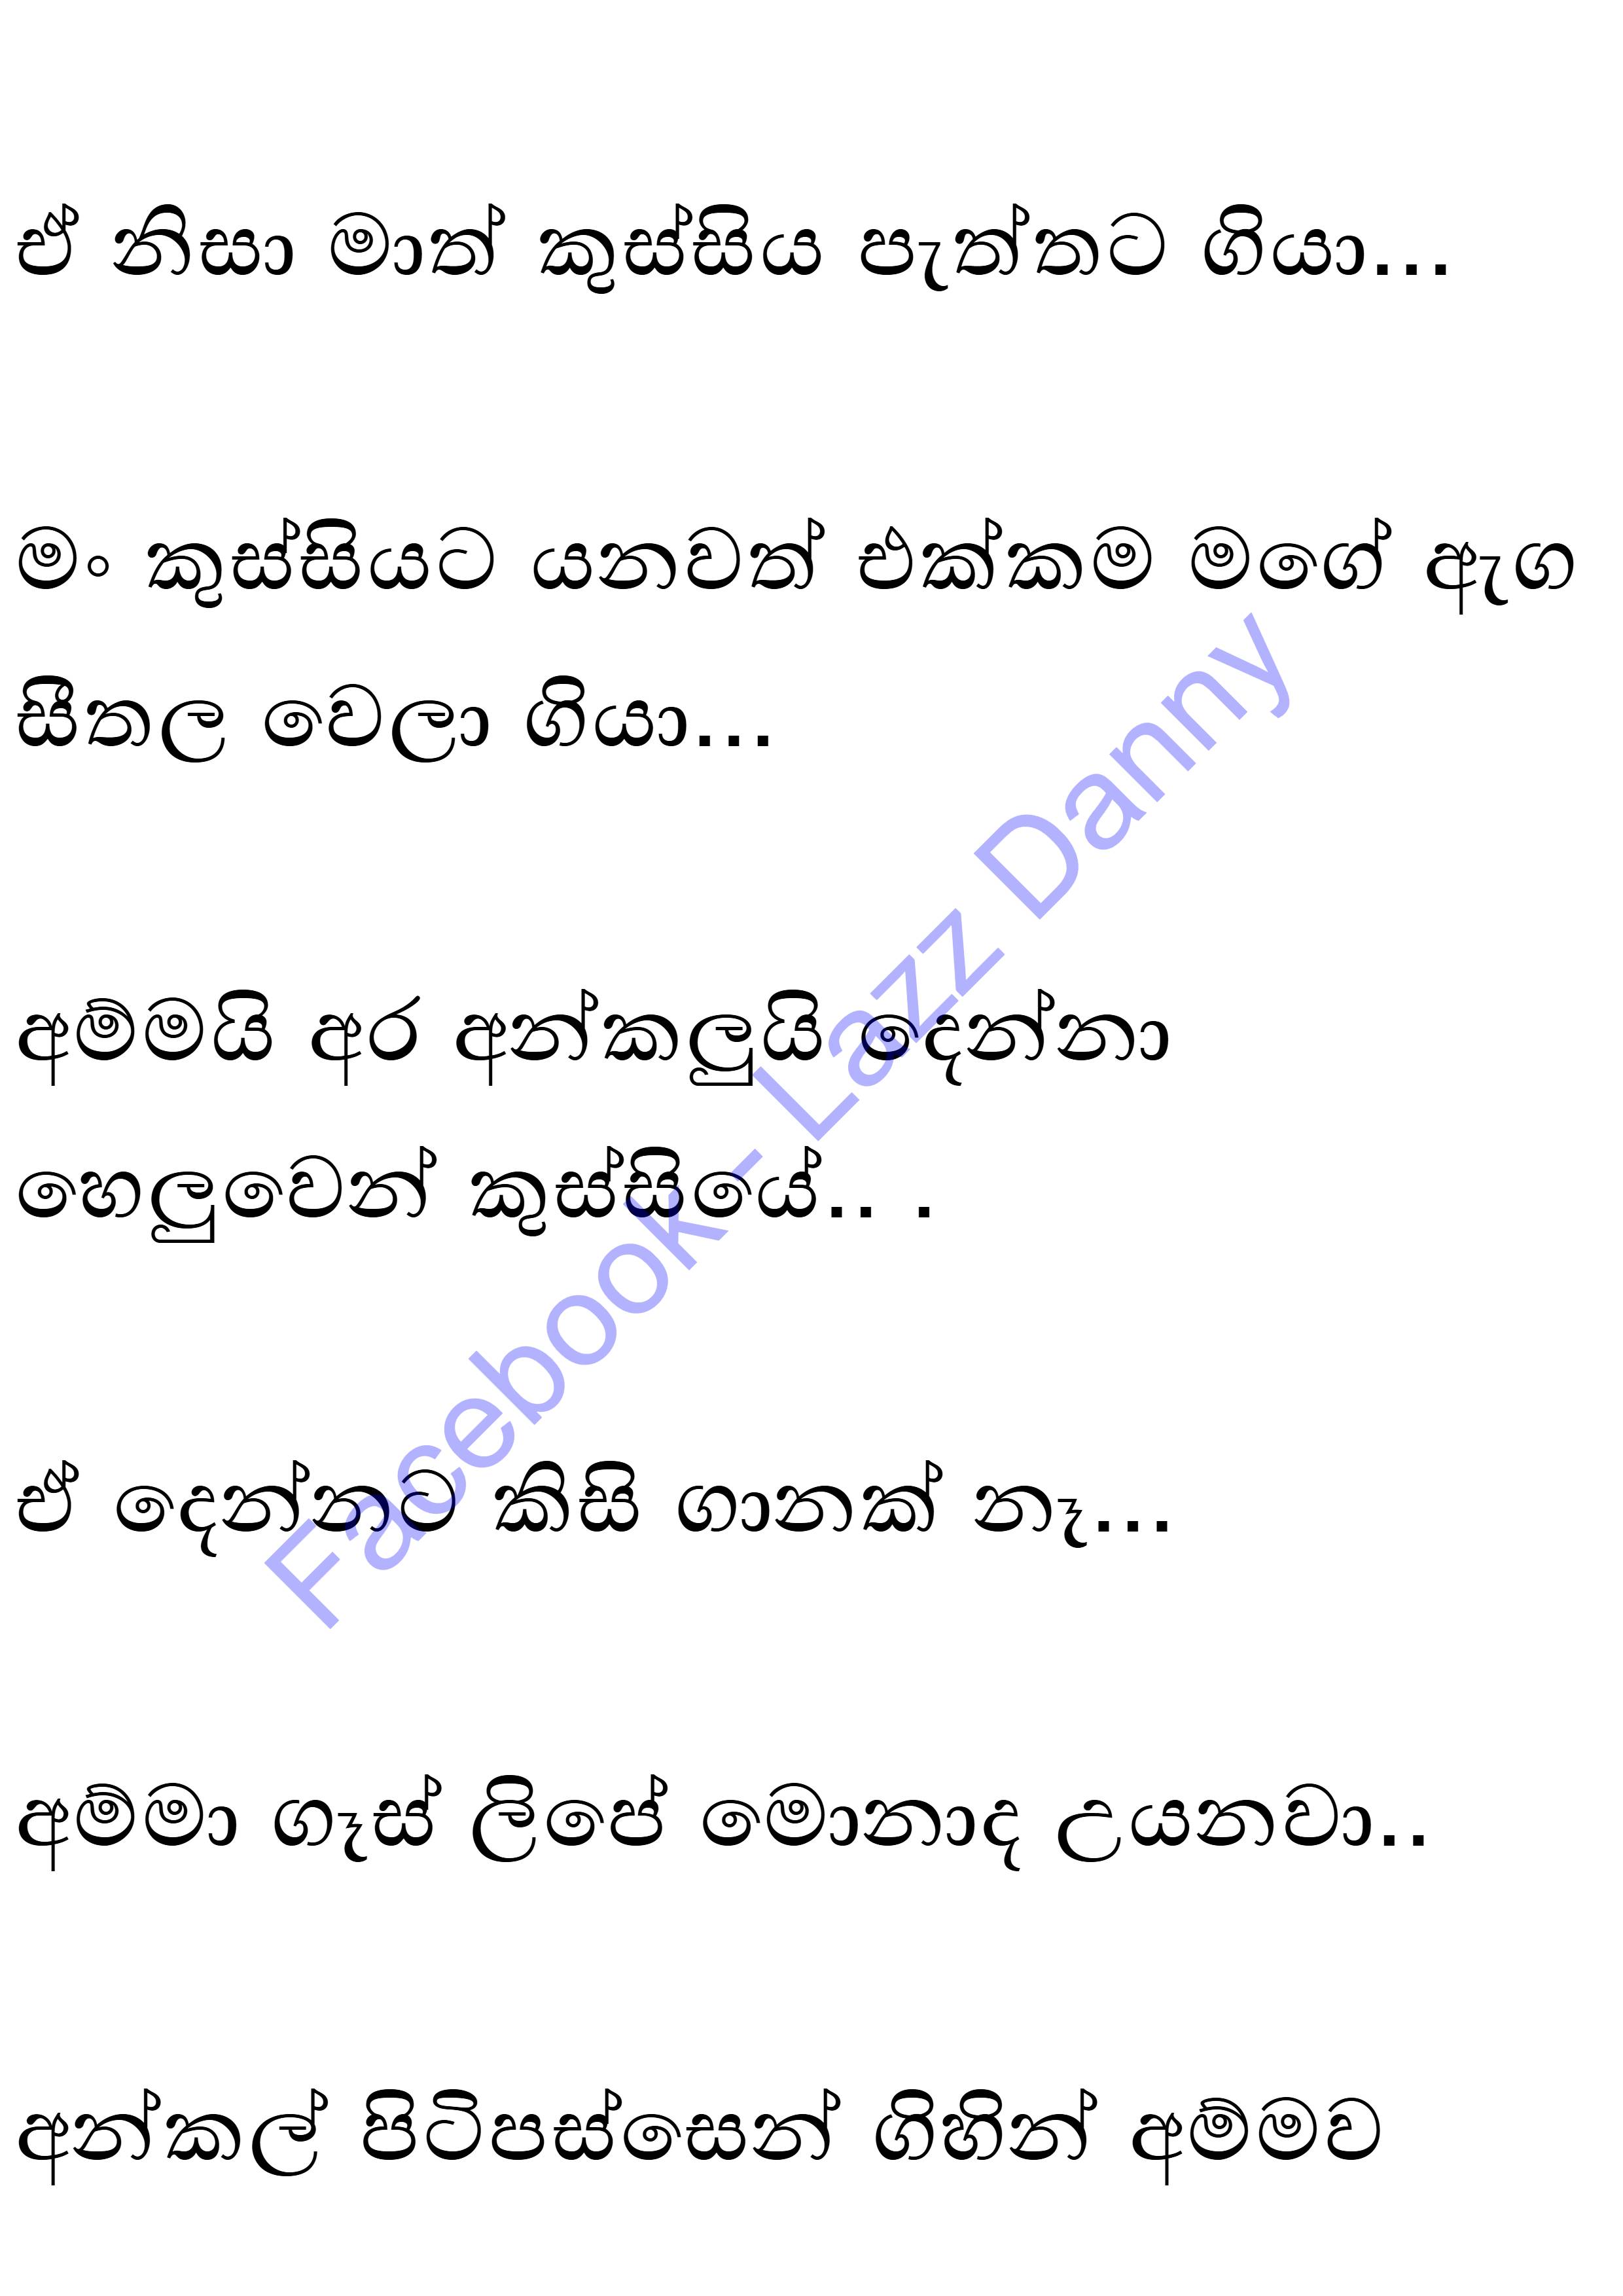 ඒ නිසා මාත් කුස්සිය පැත්තට ගියා...
මං කුස්සියට යනවත් එක්කම මගේ ඇග
සීතල වෙලා ගියා...
අම්මයි අර අන්කලුයි දෙන්නා
හෙලුවෙන් කුස්සියේ.. .
ඒ දෙන්නට කිසි ගානක් නෑ...
අම්මා ගෑස් ලිපේ මොනාද උයනවා..
අන්කල් පිටිපස්සෙන් ගිහින් අම්මව
Facebook - Lazz Danny